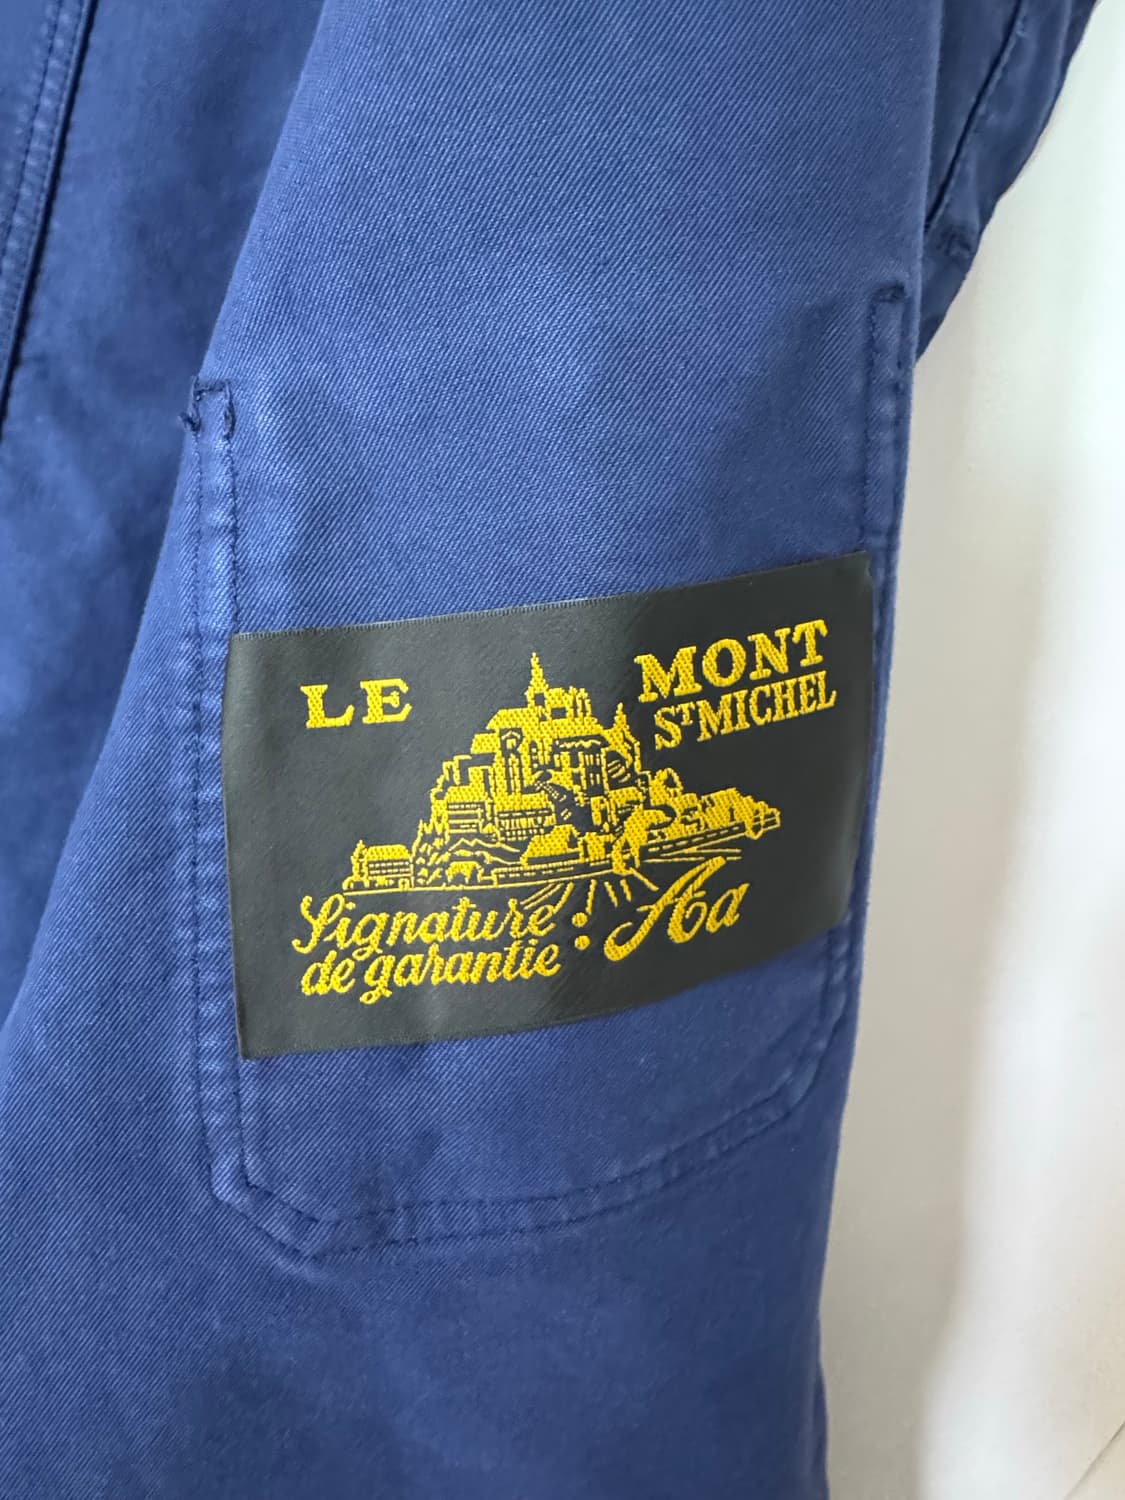 LE
MONT
ST MICHEL
Signature
de garantie : Aa